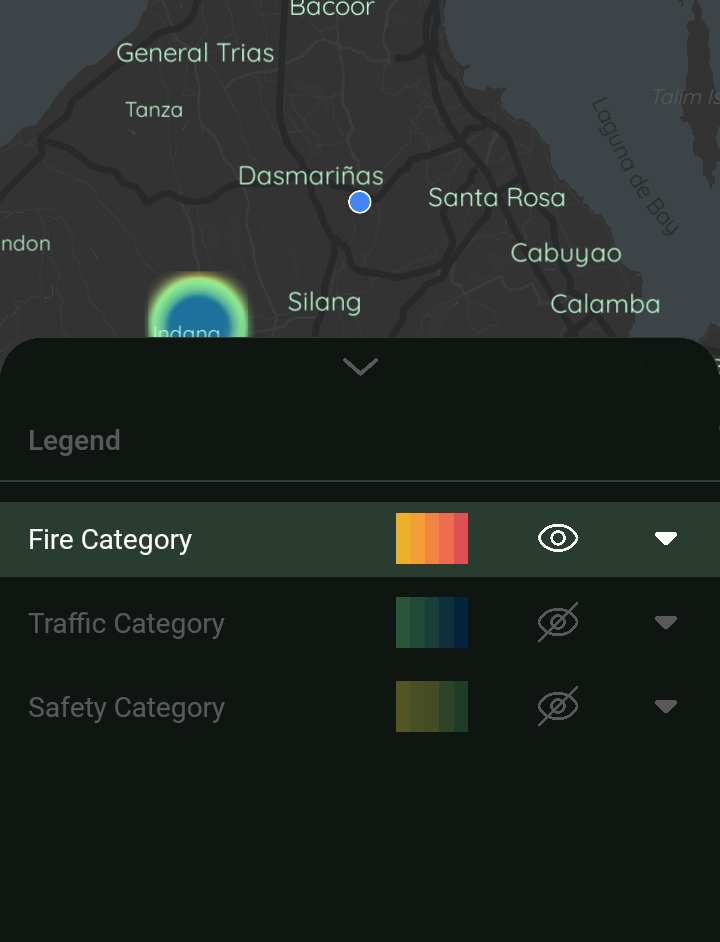 Bacoor
General Trias
Tanza
Talim Is
Laguna de Bay
Dasmariñas
Santa Rosa
ndon
Cabuyao
Silang
Calamba
Indang
Legend
Fire Category
Traffic Category
Safety Category